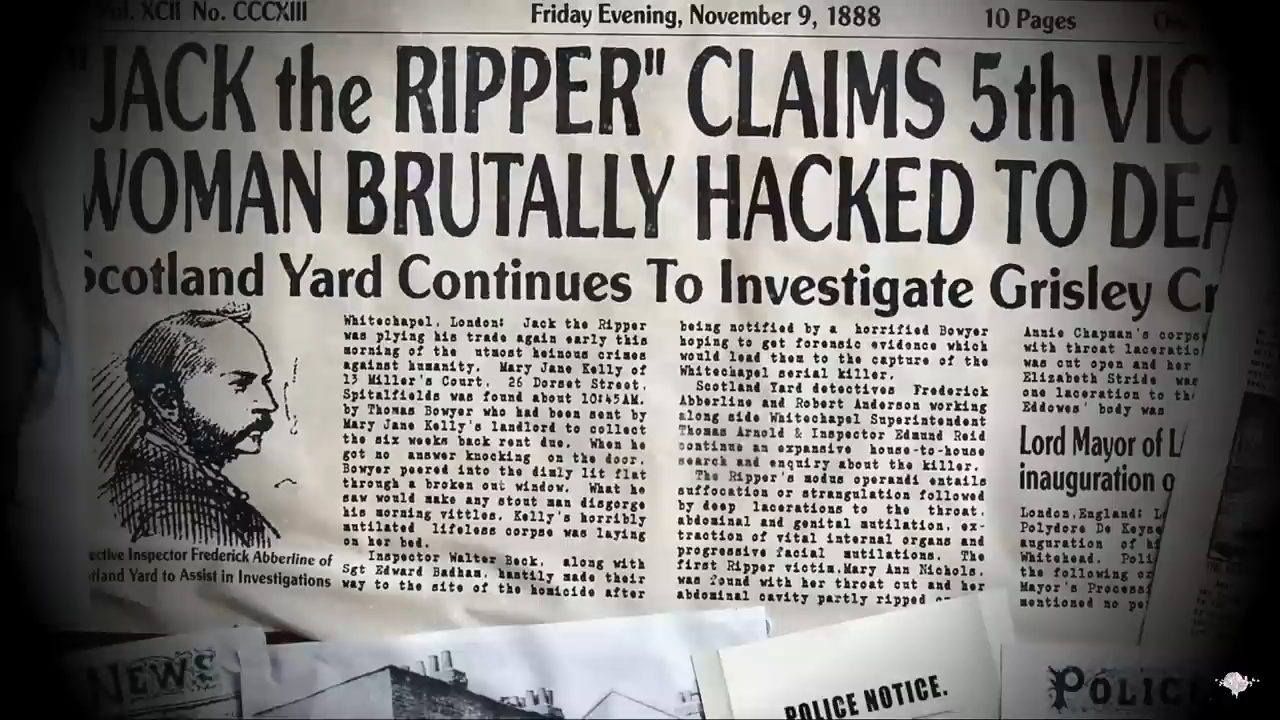 Vol. XCII No. CCCXIII
Friday Evening, November 9, 1888
10 Pages
"JACK the RIPPER" CLAIMS 5th VICT
WOMAN BRUTALLY HACKED TO DEA
Scotland Yard Continues To Investigate Grisley Cr
Whitechapel, London: Jack the Ripper
was plying his trade again early this
morning of the utmost heinous crimes
against humanity. Mary Jane Kelly of
13 Miller's Court, 26 Dorset Street,
Spitalfields was found about 10:45AM.
by Thomas Bowyer who had been sent by
Mary Jane Kelly's landlord to collect
the six weeks back rent due. When he
got no answer knocking on the door,
Bowyer peered into the dimly lit flat
through a broken out window. What he
saw would make any stout man disgorge
his morning vittles. Kelly's horribly
mutilated lifeless corpse was laying
on her bed.
Inspector Walter Beck, along with
Sgt Edward Badham, hastily made their
way to the site of the homicide after
ective Inspector Frederick Abberline of
tland Yard to Assist in Investigations
being notified by a horrified Bowyer
hoping to get forensic evidence which
would lead them to the capture of the
Whitechapel serial killer.
Scotland Yard detectives Frederick
Abberline and Robert Anderson working
along side Whitechapel Superintendent
Thomas Arnold & Inspector Edmund Reid
continue an expansive house-to-house
search and enquiry about the killer.
The Ripper's modus operandi entails
suffocation or strangulation followed
by deep lacerations to the throat,
abdominal and genital mutilation, ex-
traction of vital internal organs and
progressive facial mutilations. The
first Ripper victim, Mary Ann Nichols,
was found with her throat cut and her
abdominal cavity partly ripped
Annie Chapman's corpse
with throat laceratio
was cut open and her
Elizabeth Stride was
one laceration to th
Eddowes' body was
Lord Mayor of L
inauguration o
London, England: L
Polydore De Keyse
auguration of hi
Whitehead. Poli
the following or
Mayor's Process
mentioned no pe
NEWS
POLICE NOTICE.
POLIC